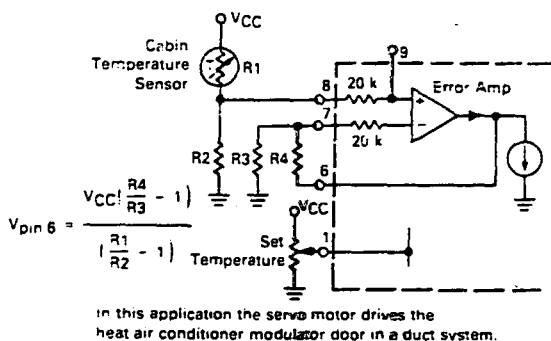 VCC
Cabin
Temperature
Sensor
R1
9
8
20 k
Error Amp
+
7
−
20 k
R2
R3
R4
6
V pin 6 = VCC( R4/R3 - 1 ) / ( R1/R2 - 1 )
VCC
1
Set
Temperature
In this application the servo motor drives the
heat air conditioner modulator door in a duct system.